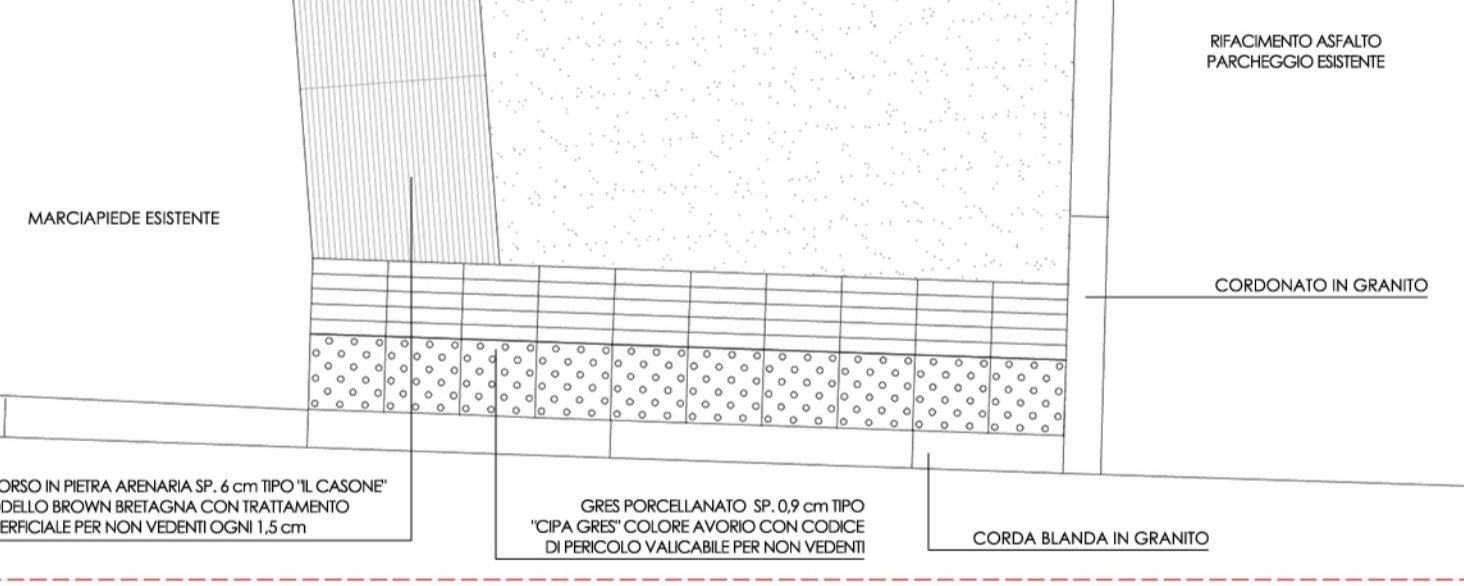 RIFACIMENTO ASFALTO
PARCHEGGIO ESISTENTE
MARCIAPIEDE ESISTENTE
CORDONATO IN GRANITO
ORSO IN PIETRA ARENARIA SP. 6 cm TIPO "IL CASONE"
DELLO BROWN BRETAGNA CON TRATTAMENTO
ERFICIALE PER NON VEDENTI OGNI 1,5 cm
GRES PORCELLANATO SP. 0,9 cm TIPO
"CIPA GRES" COLORE AVORIO CON CODICE
DI PERICOLO VALICABILE PER NON VEDENTI
CORDA BLANDA IN GRANITO